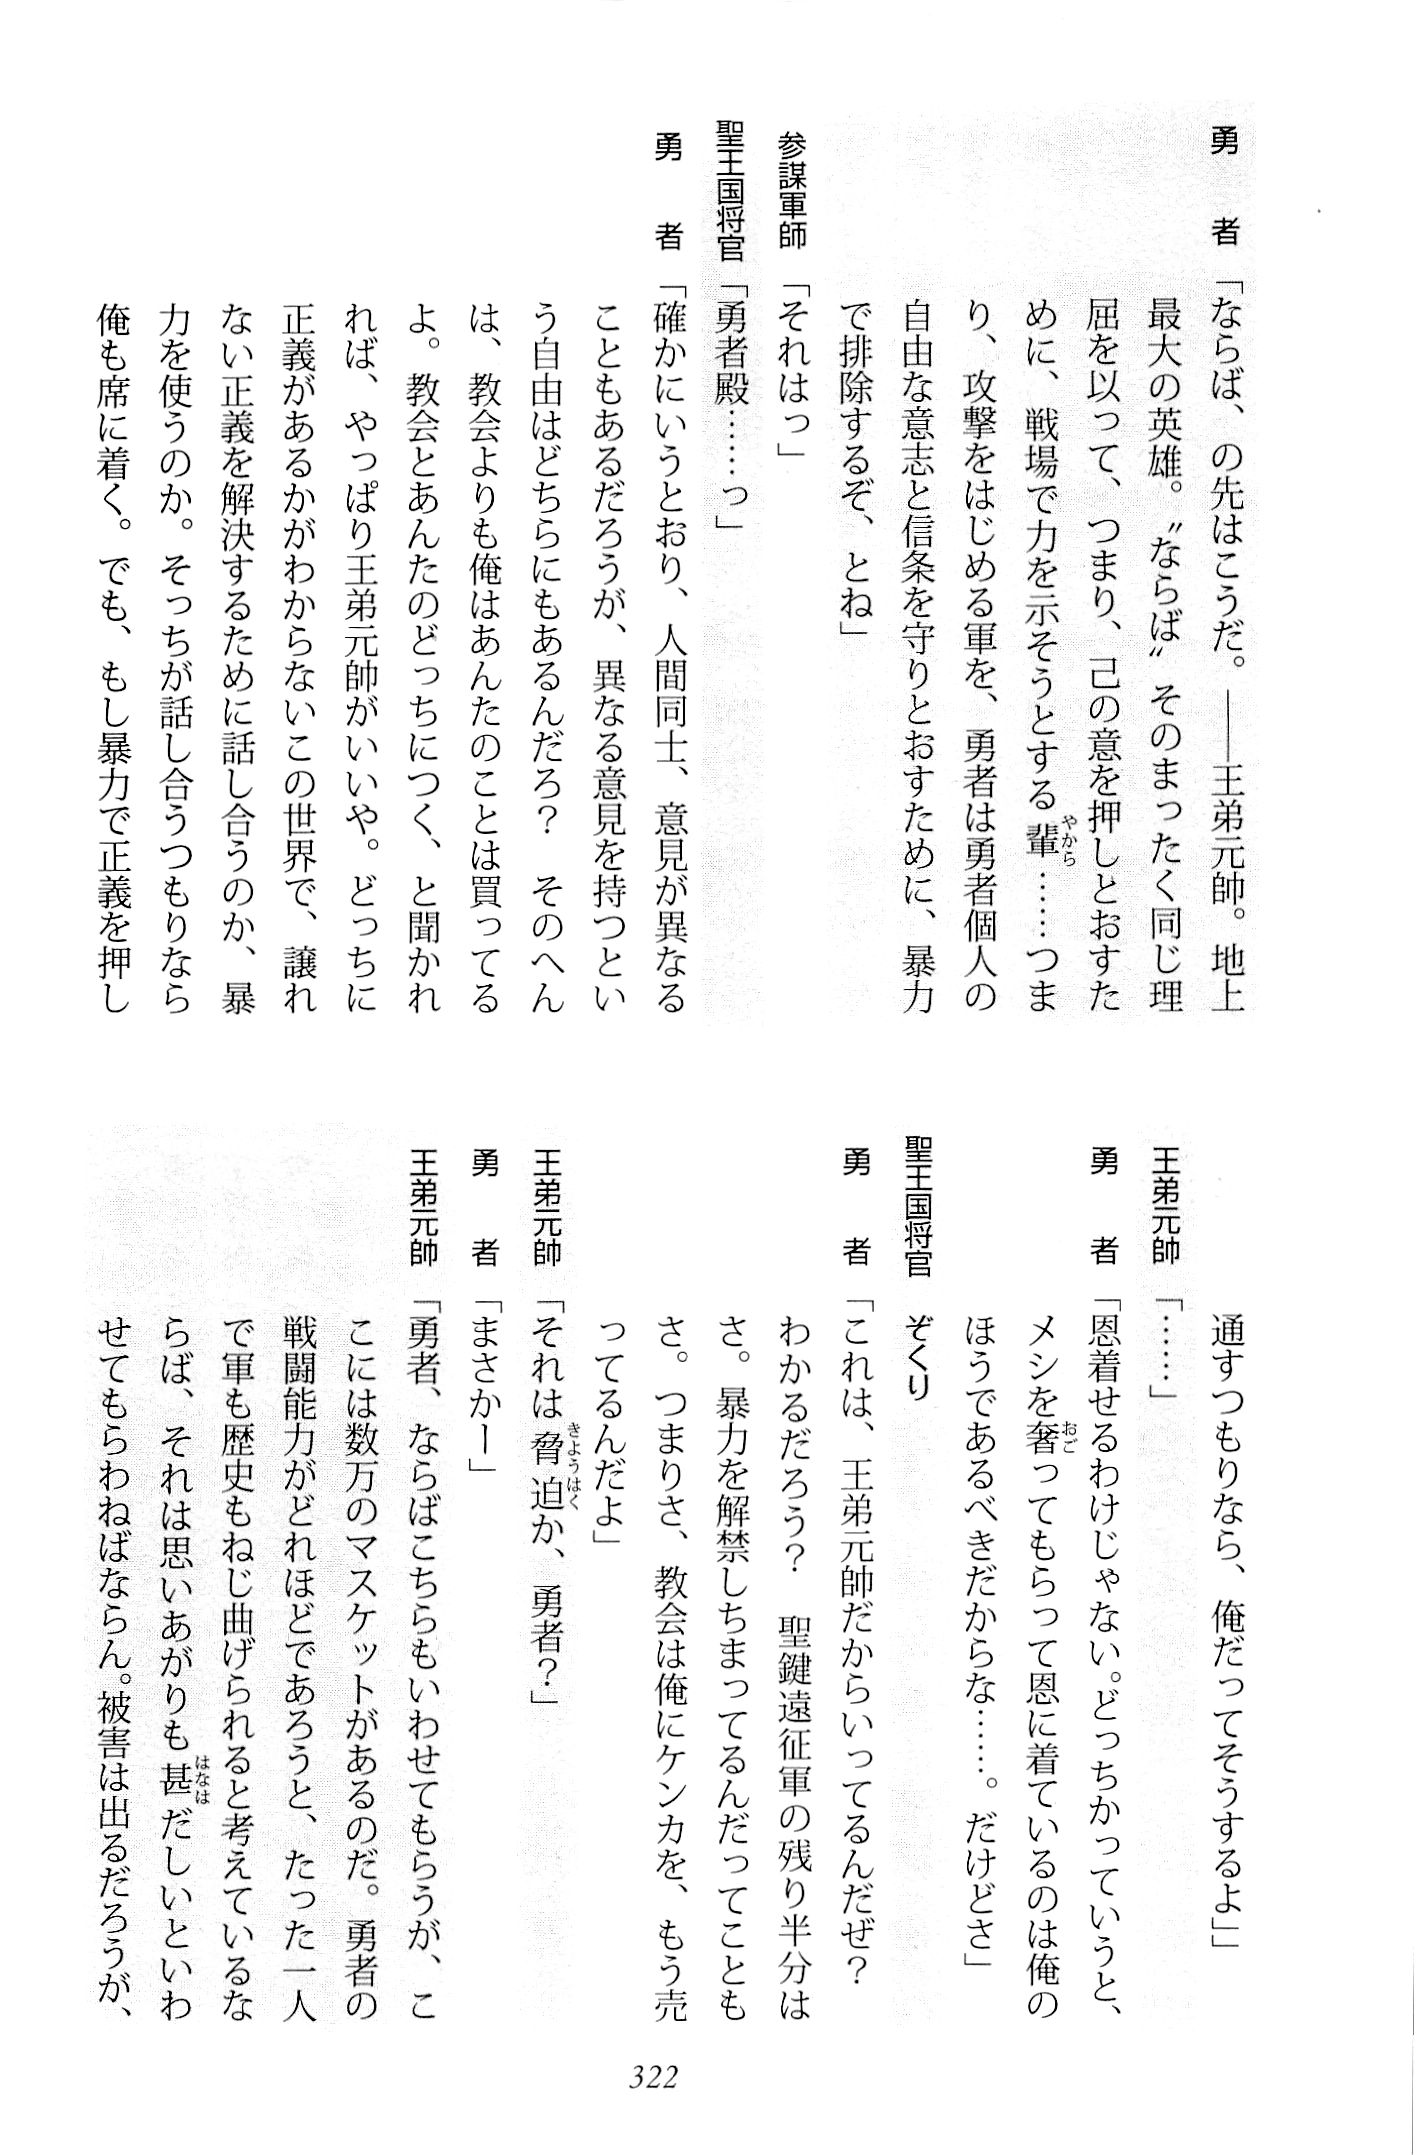 勇　者「ならば、の先はこうだ。――王弟元帥。地上
最大の英雄。〝ならば〟そのまったく同じ理
屈を以って、つまり、己の意を押しとおすた
めに、戦場で力を示そうとする輩……つま
り、攻撃をはじめる軍を、勇者は勇者個人の
自由な意志と信条を守りとおすために、暴力
で排除するぞ、とね」
参謀軍師「それはっ」
聖王国将官「勇者殿……っ」
勇　者「確かにいうとおり、人間同士、意見が異なる
こともあるだろうが、異なる意見を持つとい
う自由はどちらにもあるんだろ？　そのへん
は、教会よりも俺はあんたのことは買ってる
よ。教会とあんたのどっちにつく、と聞かれ
れば、やっぱり王弟元帥がいいや。どっちに
正義があるかがわからないこの世界で、譲れ
ない正義を解決するために話し合うのか、暴
力を使うのか。そっちが話し合うつもりなら
俺も席に着く。でも、もし暴力で正義を押し
通すつもりなら、俺だってそうするよ」
王弟元帥「……」
勇　者「恩着せるわけじゃない。どっちかっていうと、
メシを奢ってもらって恩に着ているのは俺の
ほうであるべきだからな……。だけどさ」
聖王国将官　ぞくり
勇　者「これは、王弟元帥だからいってるんだぜ？
わかるだろう？　聖鍵遠征軍の残り半分は
さ。暴力を解禁しちまってるんだってことも
さ。つまりさ、教会は俺にケンカを、もう売
ってるんだよ」
王弟元帥「それは脅迫か、勇者？」
勇　者「まさかー」
王弟元帥「勇者、ならばこちらもいわせてもらうが、こ
こには数万のマスケットがあるのだ。勇者の
戦闘能力がどれほどであろうと、たった一人
で軍も歴史もねじ曲げられると考えているな
らば、それは思いあがりも甚だしいといわ
せてもらわねばならん。被害は出るだろうが、
322